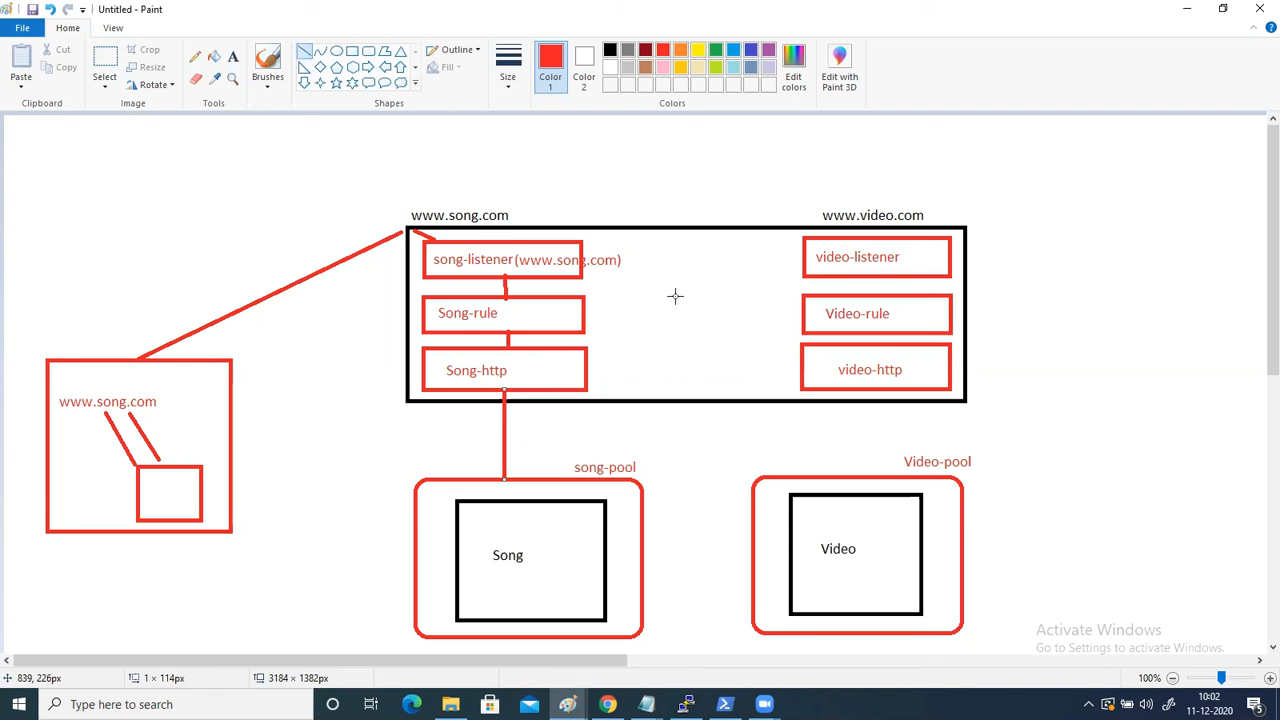 Untitled - Paint
File
Home
View
Paste
Cut
Copy
Clipboard
Select
Crop
Resize
Rotate
Image
Tools
Brushes
Shapes
Outline
Fill
Size
Color
1
Color
2
Colors
Edit
colors
Edit with
Paint 3D
www.song.com
www.video.com
song-listener(www.song.com)
video-listener
Song-rule
Video-rule
Song-http
video-http
www.song.com
song-pool
Video-pool
Song
Video
Activate Windows
Go to Settings to activate Windows.
839, 226px
1 × 114px
3184 × 1382px
100%
Type here to search
10:02
11-12-2020